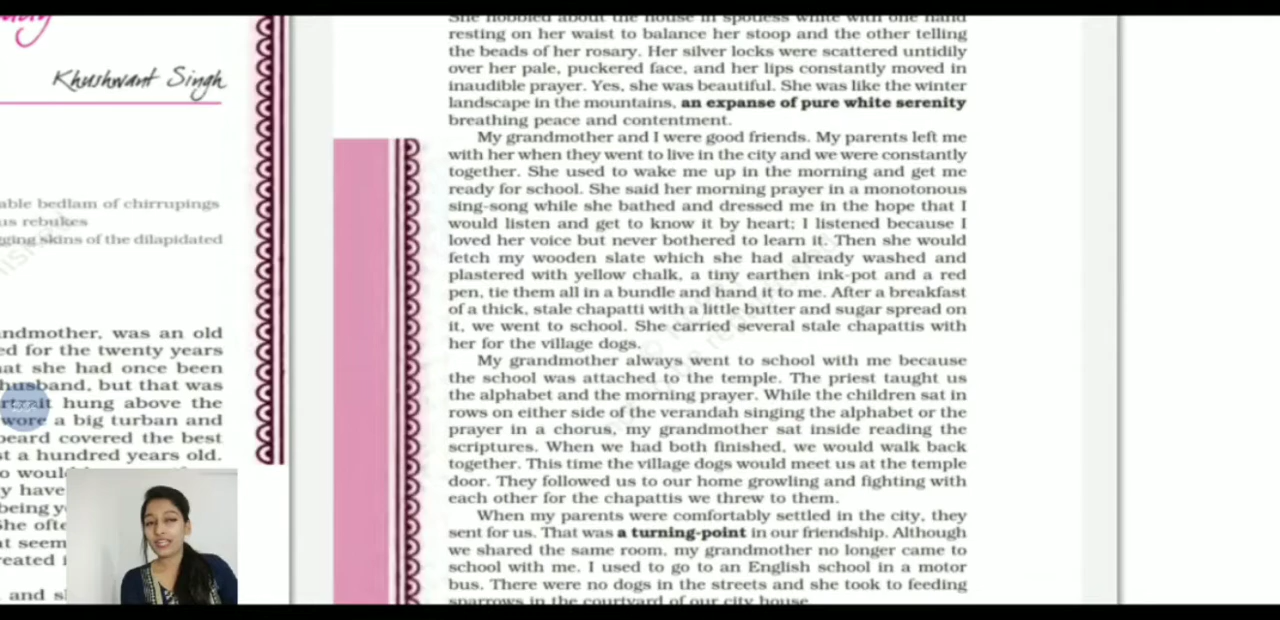 Khushwant Singh
able bedlam of chirrupings
us rebukes
gging skins of the dilapidated
andmother, was an old
ed for the twenty years
hat she had once been
husband, but that was
rtrait hung above the
wore a big turban and
beard covered the best
st a hundred years old.
o would
y have
being y
She ofte
at seem
reated i
and s
She hobbled about the house in spotless white with one hand
resting on her waist to balance her stoop and the other telling
the beads of her rosary. Her silver locks were scattered untidily
over her pale, puckered face, and her lips constantly moved in
inaudible prayer. Yes, she was beautiful. She was like the winter
landscape in the mountains, an expanse of pure white serenity
breathing peace and contentment.
My grandmother and I were good friends. My parents left me
with her when they went to live in the city and we were constantly
together. She used to wake me up in the morning and get me
ready for school. She said her morning prayer in a monotonous
sing-song while she bathed and dressed me in the hope that I
would listen and get to know it by heart; I listened because I
loved her voice but never bothered to learn it. Then she would
fetch my wooden slate which she had already washed and
plastered with yellow chalk, a tiny earthen ink-pot and a red
pen, tie them all in a bundle and hand it to me. After a breakfast
of a thick, stale chapatti with a little butter and sugar spread on
it, we went to school. She carried several stale chapattis with
her for the village dogs.
My grandmother always went to school with me because
the school was attached to the temple. The priest taught us
the alphabet and the morning prayer. While the children sat in
rows on either side of the verandah singing the alphabet or the
prayer in a chorus, my grandmother sat inside reading the
scriptures. When we had both finished, we would walk back
together. This time the village dogs would meet us at the temple
door. They followed us to our home growling and fighting with
each other for the chapattis we threw to them.
When my parents were comfortably settled in the city, they
sent for us. That was a turning-point in our friendship. Although
we shared the same room, my grandmother no longer came to
school with me. I used to go to an English school in a motor
bus. There were no dogs in the streets and she took to feeding
sparrows in the courtyard of our city house.